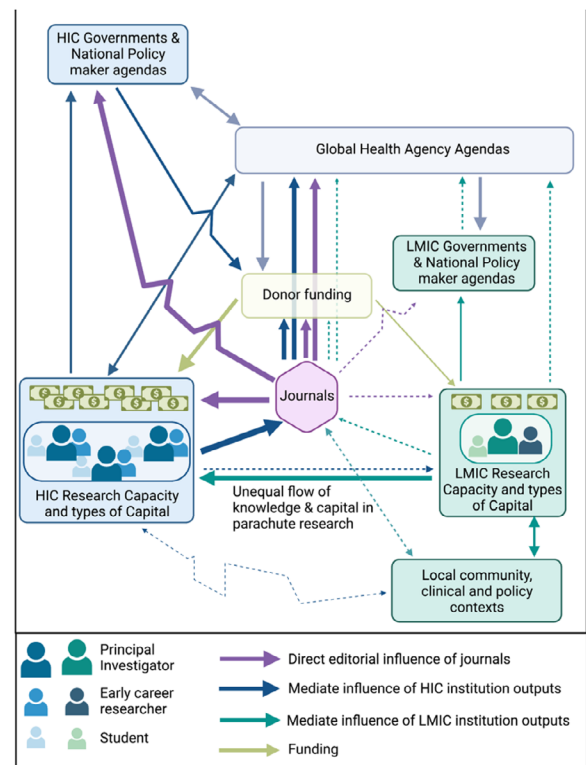 HIC Governments &
National Policy
maker agendas
Global Health Agency Agendas
LMIC Governments
& National Policy
maker agendas
Donor funding
Journals
$ $ $ $ $ $ $ $
$ $ $
HIC Research Capacity
and types of Capital
LMIC Research
Capacity and types
of Capital
Unequal flow of
knowledge & capital in
parachute research
Local community,
clinical and policy
contexts
Principal
Investigator
Early career
researcher
Student
Direct editorial influence of journals
Mediate influence of HIC institution outputs
Mediate influence of LMIC institution outputs
Funding